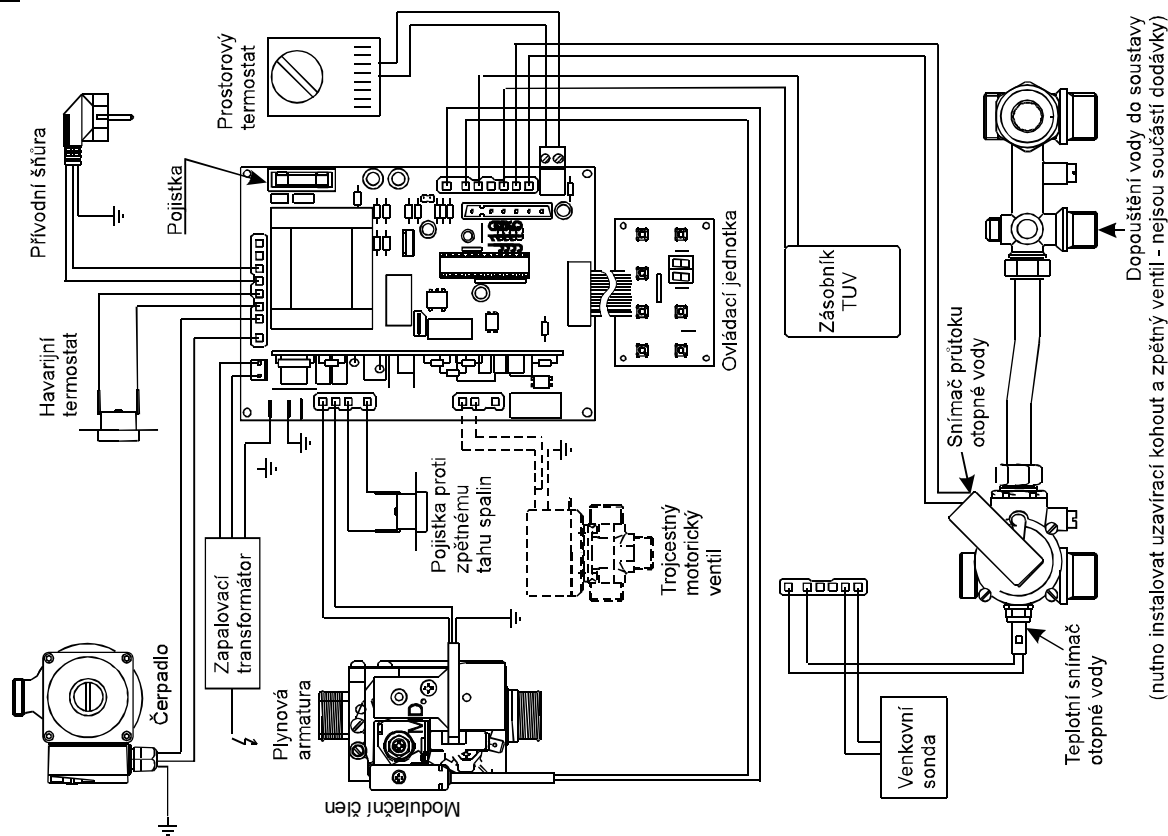 Prostorový
termostat
Přívodní šňůra
Pojistka
Havarijní
termostat
Ovládací jednotka
Zásobník
TUV
Zapalovací
transformátor
Čerpadlo
Pojistka proti
zpětnému
tahu spalin
Trojcestný
motorický
ventil
Plynová
armatura
MD.
Modulační člen
Snímač průtoku
otopné vody
Venkovní
sonda
Teplotní snímač
otopné vody
Dopouštění vody do soustavy
(nutno instalovat uzavírací kohout a zpětný ventil - nejsou součástí dodávky)